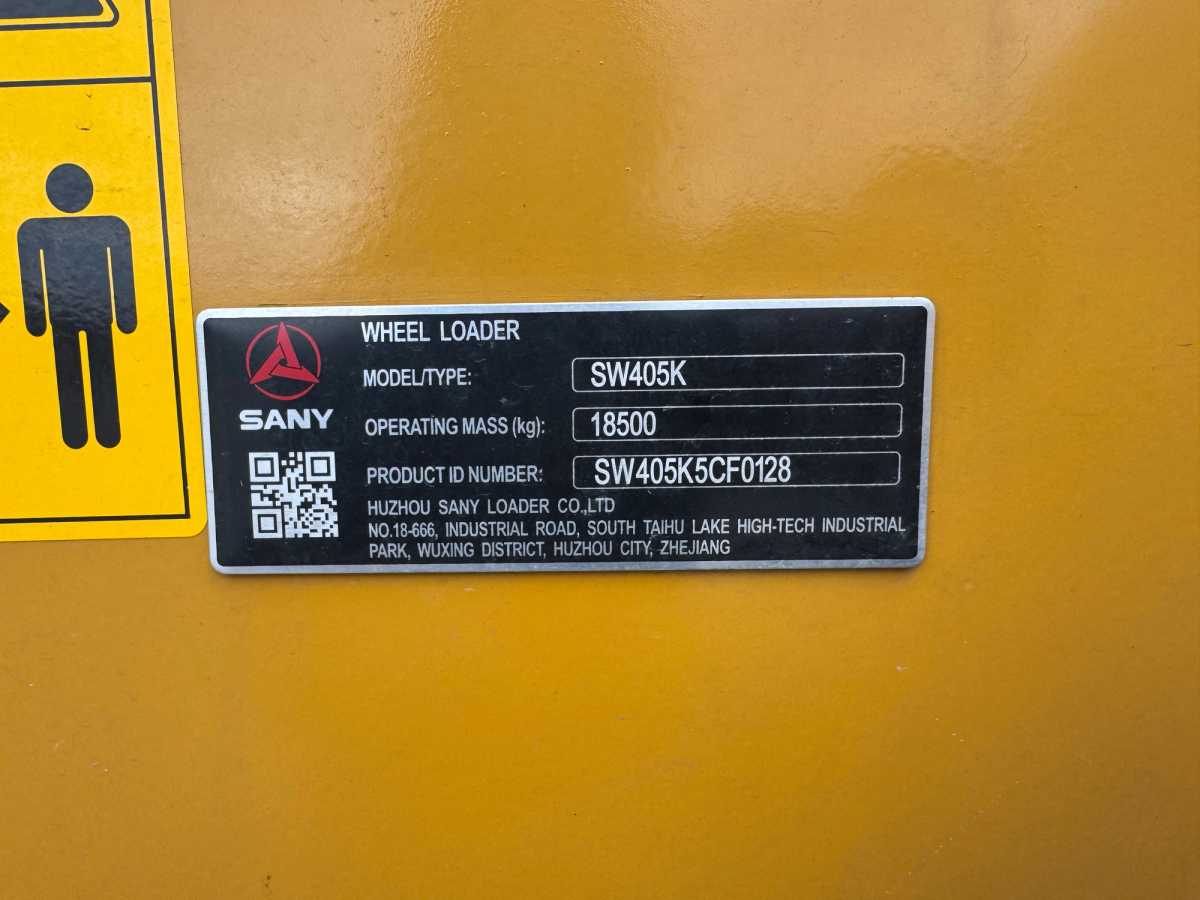 WHEEL LOADER
MODEL/TYPE: SW405K
SANY
OPERATING MASS (kg): 18500
PRODUCT ID NUMBER: SW405K5CF0128
HUZHOU SANY LOADER CO.,LTD
NO.18-666, INDUSTRIAL ROAD, SOUTH TAIHU LAKE HIGH-TECH INDUSTRIAL
PARK, WUXING DISTRICT, HUZHOU CITY, ZHEJIANG